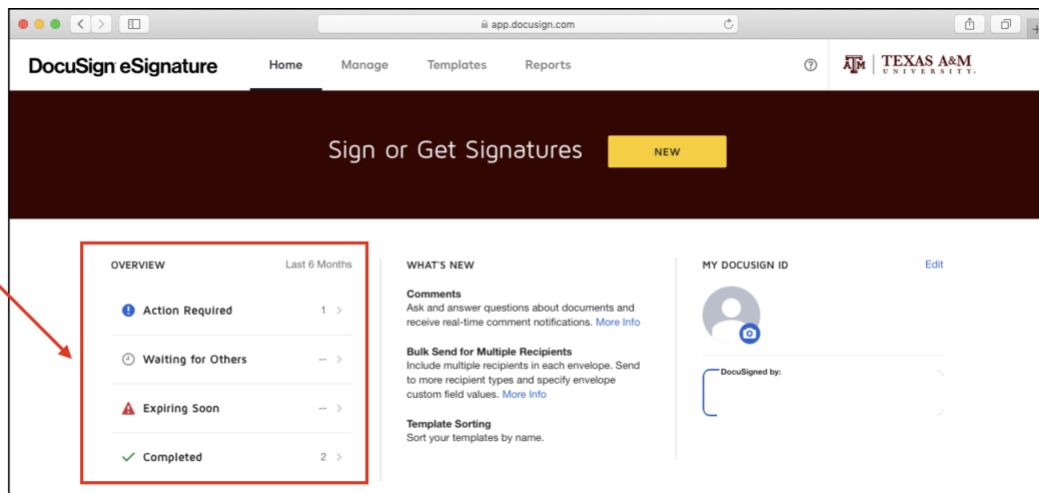 app.docusign.com
DocuSign eSignature
Home
Manage
Templates
Reports
TEXAS A&M
UNIVERSITY
Sign or Get Signatures
NEW
OVERVIEW
Last 6 Months
Action Required
1
Waiting for Others
--
Expiring Soon
--
Completed
2
WHAT'S NEW
Comments
Ask and answer questions about documents and
receive real-time comment notifications. More Info
Bulk Send for Multiple Recipients
Include multiple recipients in each envelope. Send
to more recipient types and specify envelope
custom field values. More Info
Template Sorting
Sort your templates by name.
MY DOCUSIGN ID
Edit
DocuSigned by: